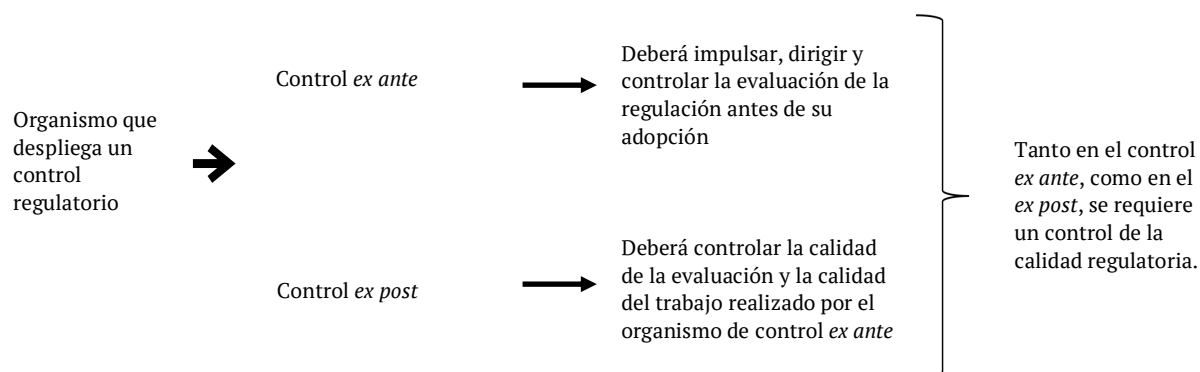 Organismo que
despliega un
control
regulatorio
Control ex ante
Deberá impulsar, dirigir y
controlar la evaluación de la
regulación antes de su
adopción
Control ex post
Deberá controlar la calidad
de la evaluación y la calidad
del trabajo realizado por el
organismo de control ex ante
Tanto en el control
ex ante, como en el
ex post, se requiere
un control de la
calidad regulatoria.